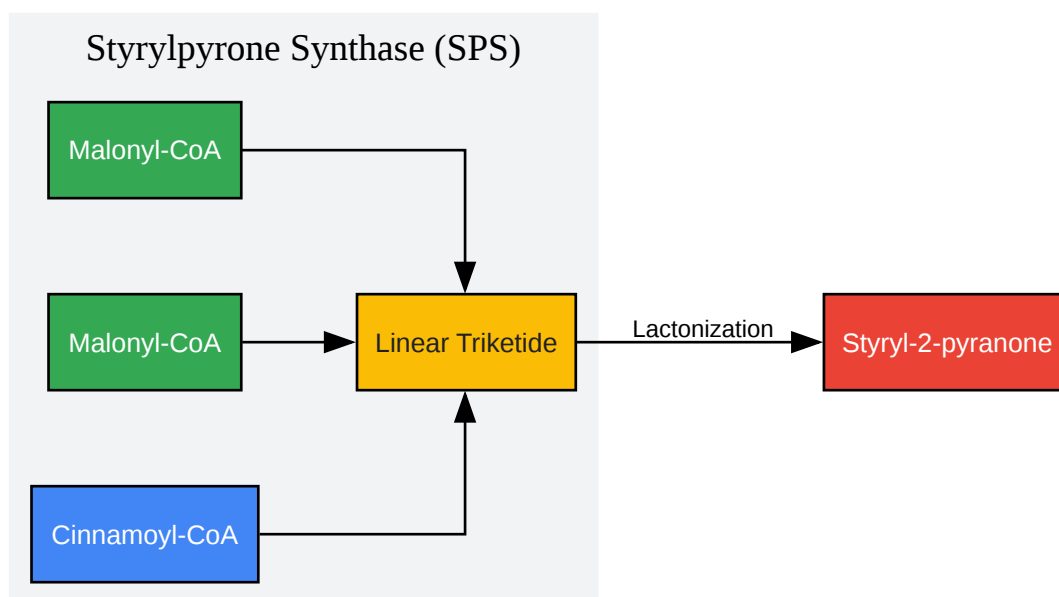 Styrylpyrone Synthase (SPS)
Malonyl-CoA
Malonyl-CoA
Linear Triketide
Lactonization
Styryl-2-pyranone
Cinnamoyl-CoA